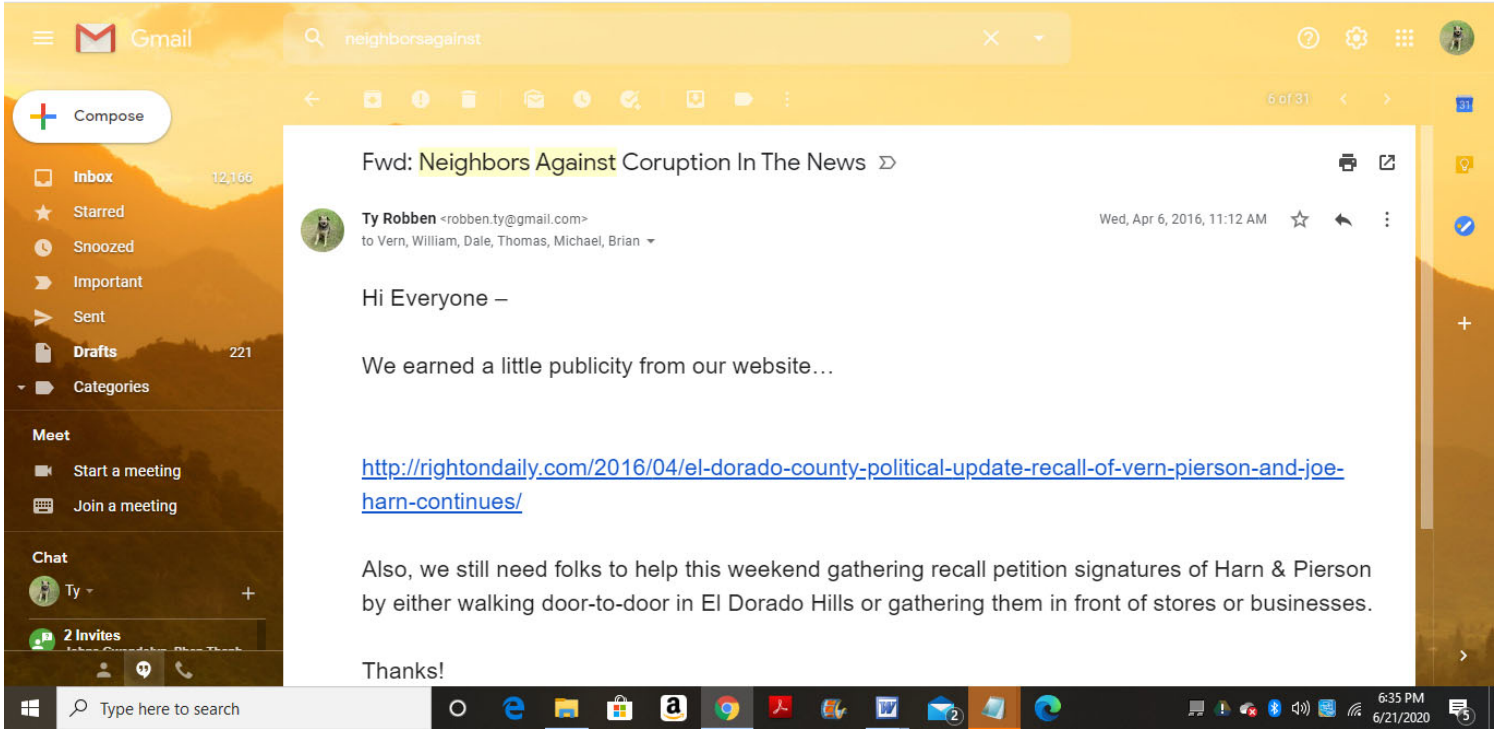 Gmail
neighborsagainst
Compose
6 of 31
31
Fwd: Neighbors Against Coruption In The News
Inbox 12,166
Starred
Snoozed
Important
Sent
Drafts 221
Categories
Meet
Start a meeting
Join a meeting
Chat
Ty
2 Invites
Ty Robben <robben.ty@gmail.com>
Wed, Apr 6, 2016, 11:12 AM
to Vern, William, Dale, Thomas, Michael, Brian
Hi Everyone –
We earned a little publicity from our website…
http://rightondaily.com/2016/04/el-dorado-county-political-update-recall-of-vern-pierson-and-joe-
harn-continues/
Also, we still need folks to help this weekend gathering recall petition signatures of Harn & Pierson
by either walking door-to-door in El Dorado Hills or gathering them in front of stores or businesses.
Thanks!
Type here to search
a
W
2
6:35 PM
6/21/2020
5